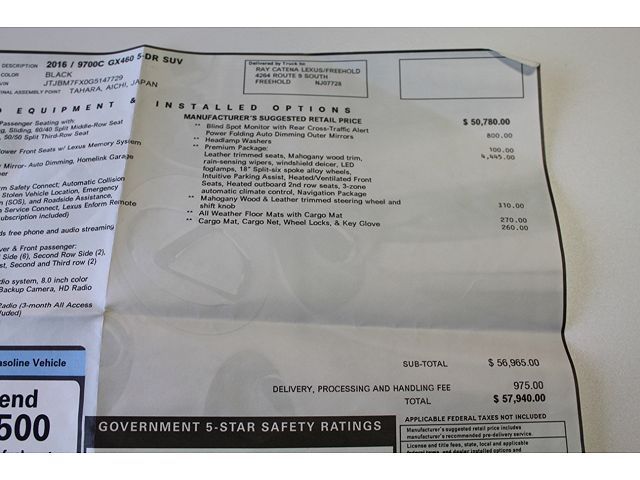 DESCRIPTION 2016 / 9700C GX460 5-DR SUV
COLOR BLACK
VIN JTJBM7FX0G5147729
FINAL ASSEMBLY POINT TAHARA, AICHI, JAPAN
Delivered by Truck to:
RAY CATENA LEXUS/FREEHOLD
4264 ROUTE 9 SOUTH
FREEHOLD NJ07728
D EQUIPMENT & INSTALLED OPTIONS
Passenger Seating with:
ng, Sliding, 60/40 Split Middle-Row Seat
, 50/50 Split Third-Row Seat
ower Front Seats w/ Lexus Memory System
Mirror- Auto Dimming, Homelink Garage
er
rm Safety Connect; Automatic Collision
Stolen Vehicle Location, Emergency
(SOS), and Roadside Assistance.
Service Connect, Lexus Enform Remote
ubscription included)
ds free phone and audio streaming
ver & Front passenger:
Side (6), Second Row Side (2),
st, Second and Third row (2)
dio system, 8.0 inch color
Backup Camera, HD Radio
Radio (3-month All Access
luded)
MANUFACTURER'S SUGGESTED RETAIL PRICE $ 50,780.00
** Blind Spot Monitor with Rear Cross-Traffic Alert 800.00
Power Folding Auto Dimming Outer Mirrors
** Headlamp Washers 100.00
** Premium Package: 4,445.00
Leather trimmed seats, Mahogany wood trim,
rain-sensing wipers, windshield deicer, LED
foglamps, 18" Split-six spoke alloy wheels,
Intuitive Parking Assist, Heated/Ventilated Front
Seats, Heated outboard 2nd row seats, 3-zone
automatic climate control, Navigation Package
** Mahogany Wood & Leather trimmed steering wheel and 310.00
shift knob
** All Weather Floor Mats with Cargo Mat 270.00
** Cargo Mat, Cargo Net, Wheel Locks, & Key Glove 260.00
SUB-TOTAL $ 56,965.00
DELIVERY, PROCESSING AND HANDLING FEE 975.00
TOTAL $ 57,940.00
asoline Vehicle
end
500
GOVERNMENT 5-STAR SAFETY RATINGS
APPLICABLE FEDERAL TAXES NOT INCLUDED
Manufacturer's suggested retail price includes
manufacturer's recommended pre-delivery service.
License and title fees, state, local and applicable
federal taxes, and dealer installed options and